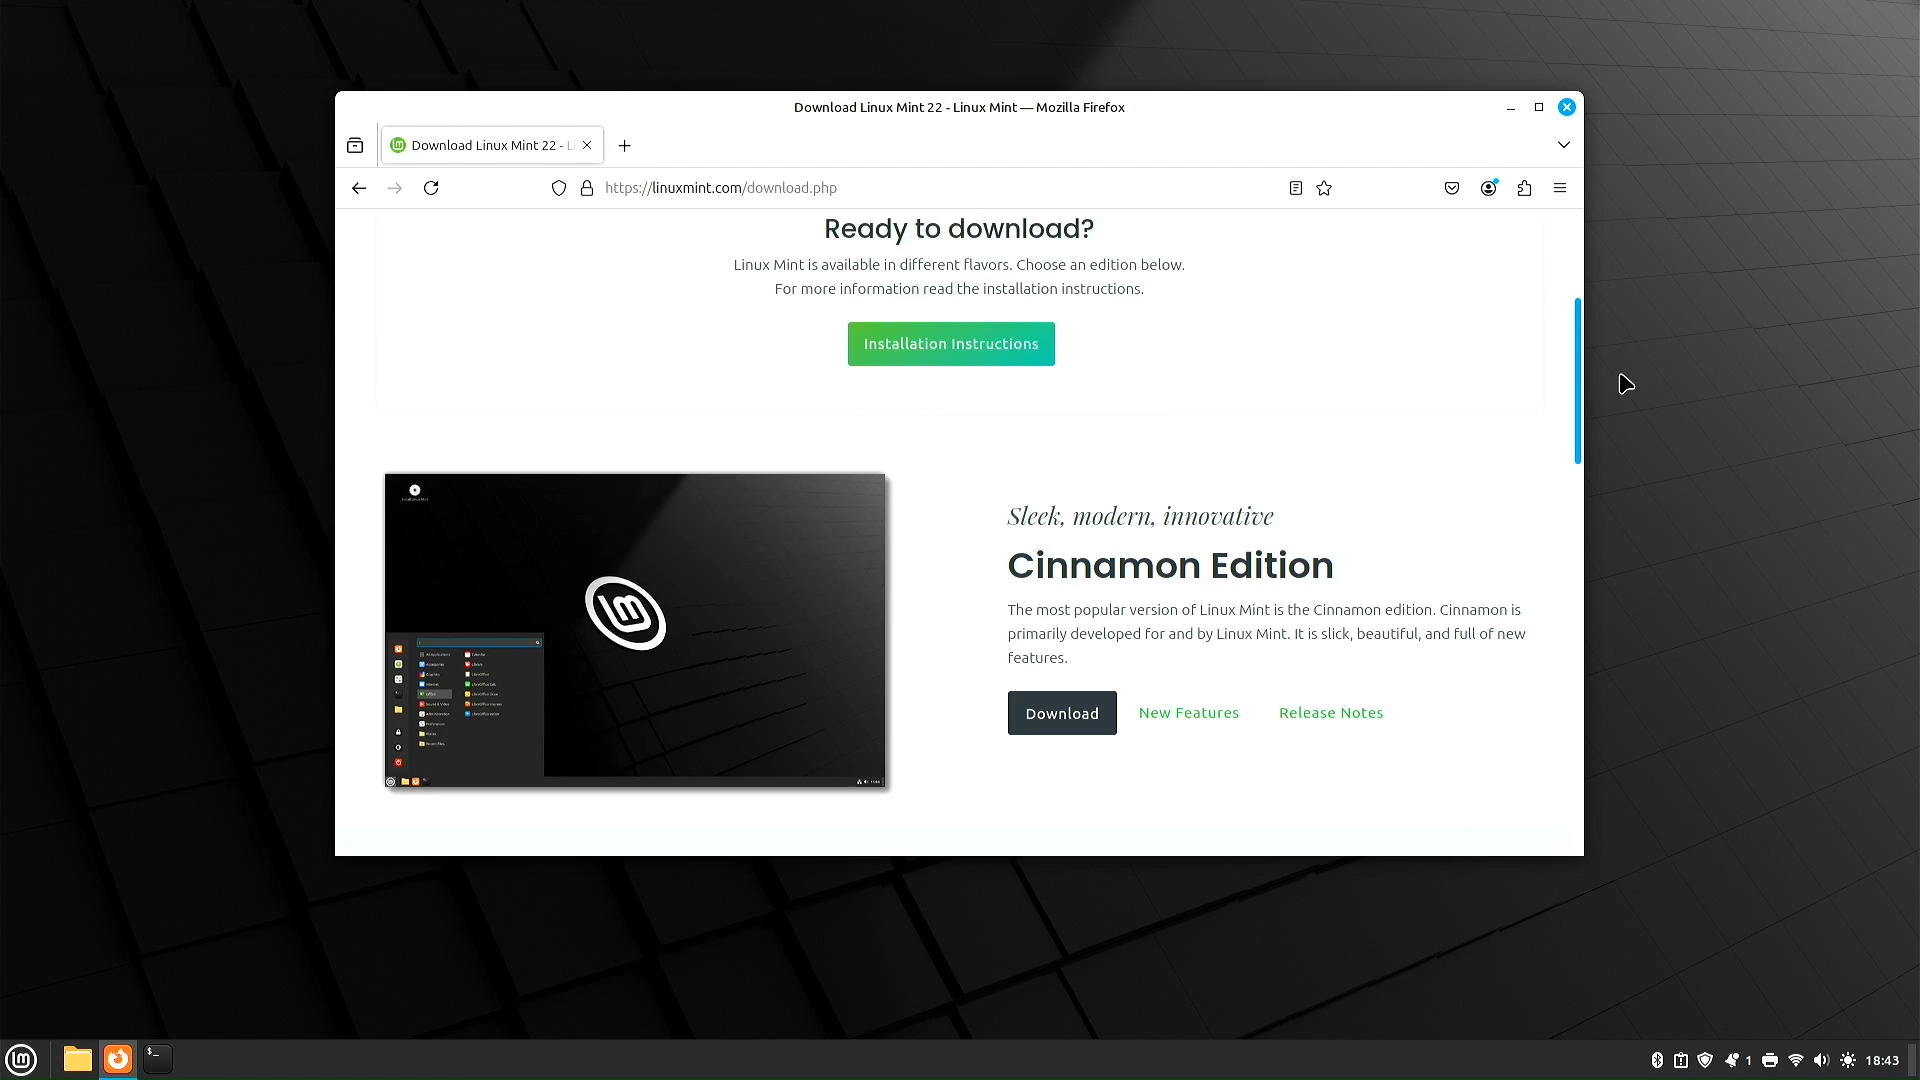 Download Linux Mint 22 - Linux Mint — Mozilla Firefox
Download Linux Mint 22 - Li
https://linuxmint.com/download.php
Ready to download?
Linux Mint is available in different flavors. Choose an edition below.
For more information read the installation instructions.
Installation Instructions
Sleek, modern, innovative
Cinnamon Edition
The most popular version of Linux Mint is the Cinnamon edition. Cinnamon is
primarily developed for and by Linux Mint. It is slick, beautiful, and full of new
features.
Download
New Features
Release Notes
$_
1
18:43